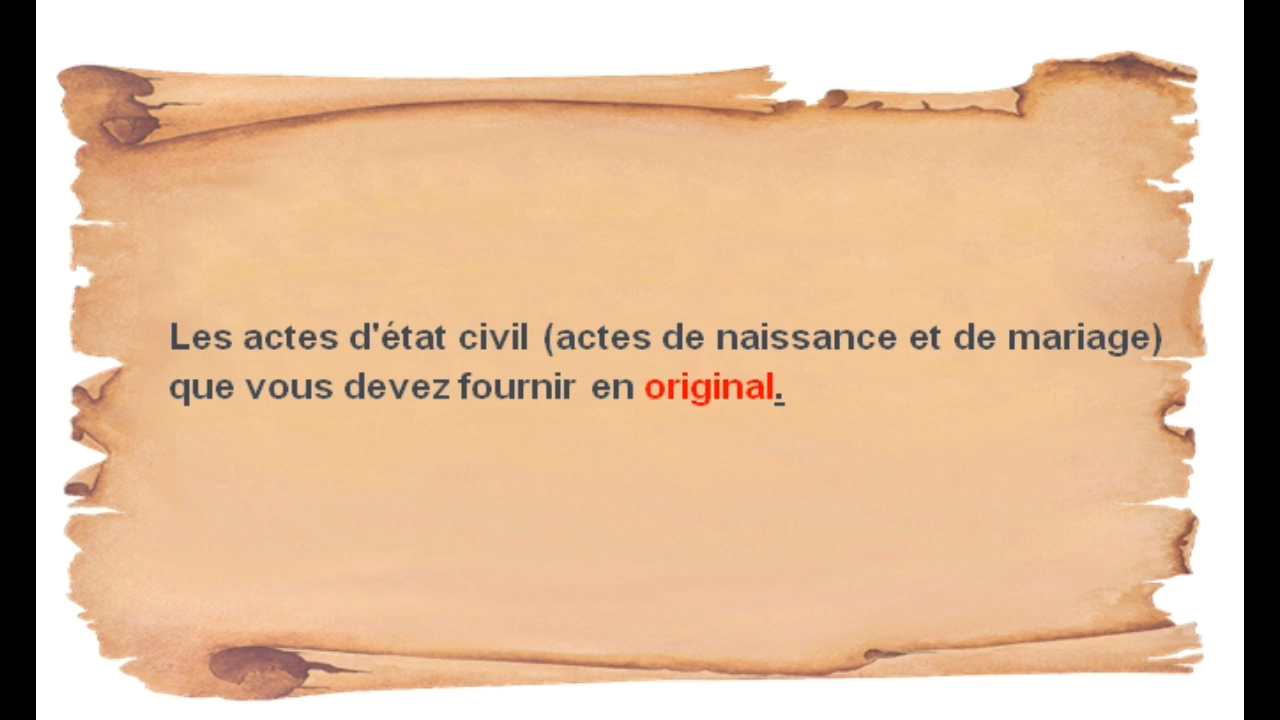 Les actes d'état civil (actes de naissance et de mariage)
que vous devez fournir en original.